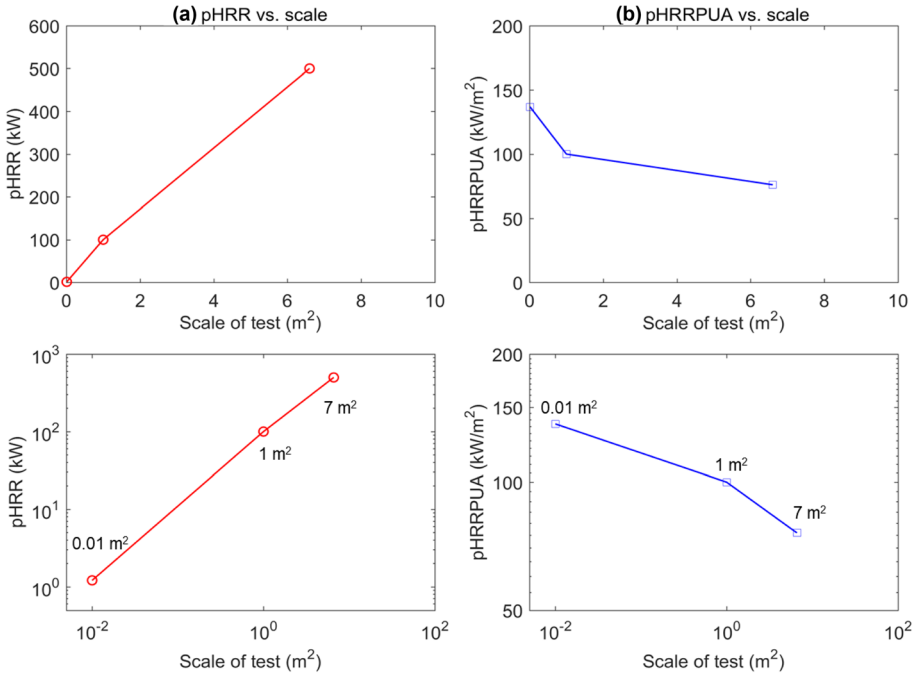 (a) pHRR vs. scale
600
500
400
300
200
100
0
pHRR (kW)
0 2 4 6 8 10
Scale of test (m²)
(b) pHRRPUA vs. scale
200
150
100
50
0
pHRRPUA (kW/m²)
0 2 4 6 8 10
Scale of test (m²)
10³
10²
10¹
10⁰
pHRR (kW)
7 m²
1 m²
0.01 m²
10⁻² 10⁰ 10²
Scale of test (m²)
200
150
100
50
pHRRPUA (kW/m²)
0.01 m²
1 m²
7 m²
10⁻² 10⁰ 10²
Scale of test (m²)